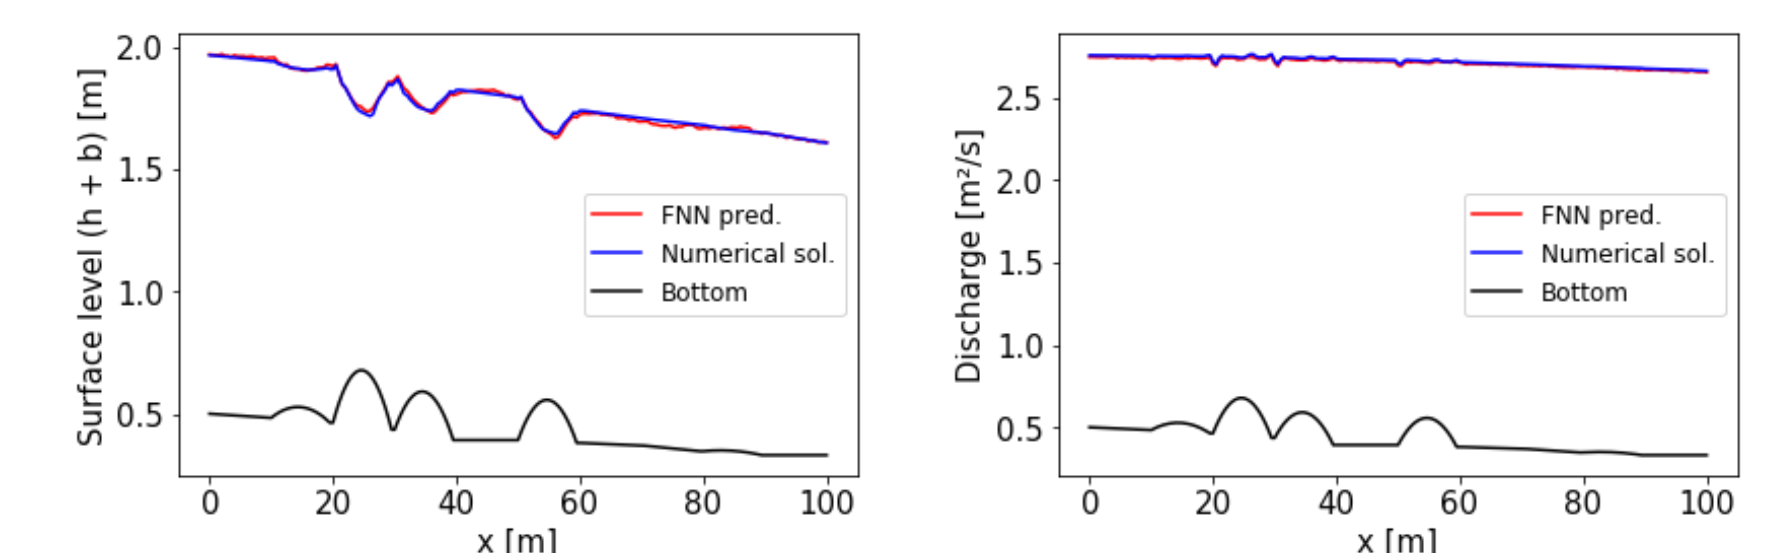 Surface level (h + b) [m]
2.0
1.5
1.0
0.5
FNN pred.
Numerical sol.
Bottom
0 20 40 60 80 100
x [m]
Discharge [m²/s]
2.5
2.0
1.5
1.0
0.5
FNN pred.
Numerical sol.
Bottom
0 20 40 60 80 100
x [m]